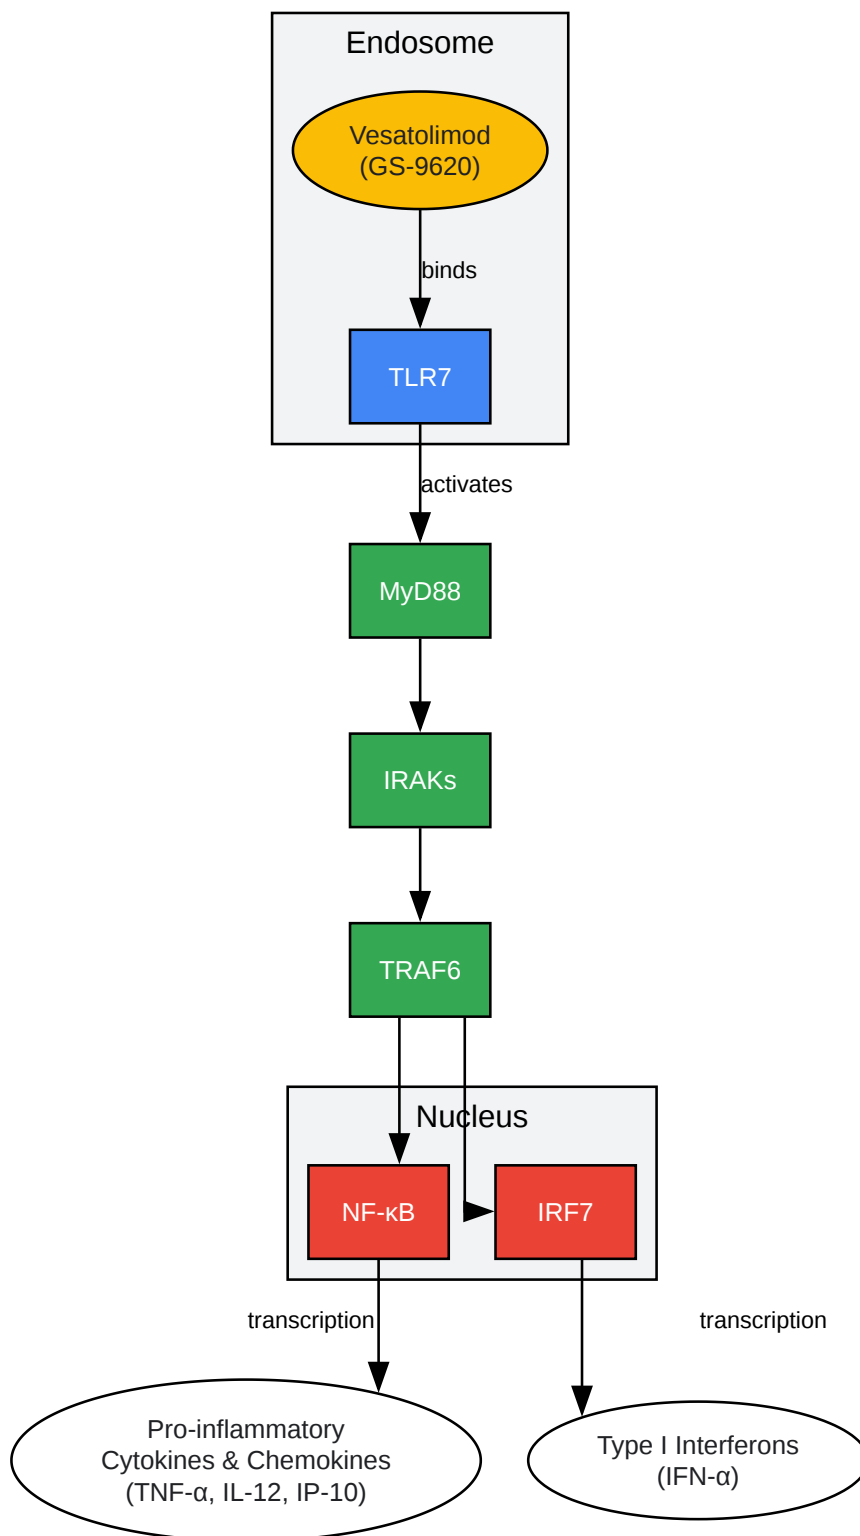 Endosome
Vesatolimod
(GS-9620)
binds
TLR7
activates
MyD88
IRAKs
TRAF6
Nucleus
NF-κB
IRF7
transcription
transcription
Pro-inflammatory
Cytokines & Chemokines
(TNF-α, IL-12, IP-10)
Type I Interferons
(IFN-α)